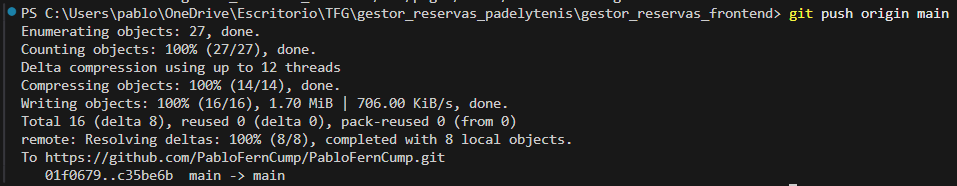 PS C:\Users\pablo\OneDrive\Escritorio\TFG\gestor_reservas_padelytenis\gestor_reservas_frontend> git push origin main
Enumerating objects: 27, done.
Counting objects: 100% (27/27), done.
Delta compression using up to 12 threads
Compressing objects: 100% (14/14), done.
Writing objects: 100% (16/16), 1.70 MiB | 706.00 KiB/s, done.
Total 16 (delta 8), reused 0 (delta 0), pack-reused 0 (from 0)
remote: Resolving deltas: 100% (8/8), completed with 8 local objects.
To https://github.com/PabloFernCump/PabloFernCump.git
   01f0679..c35be6b  main -> main